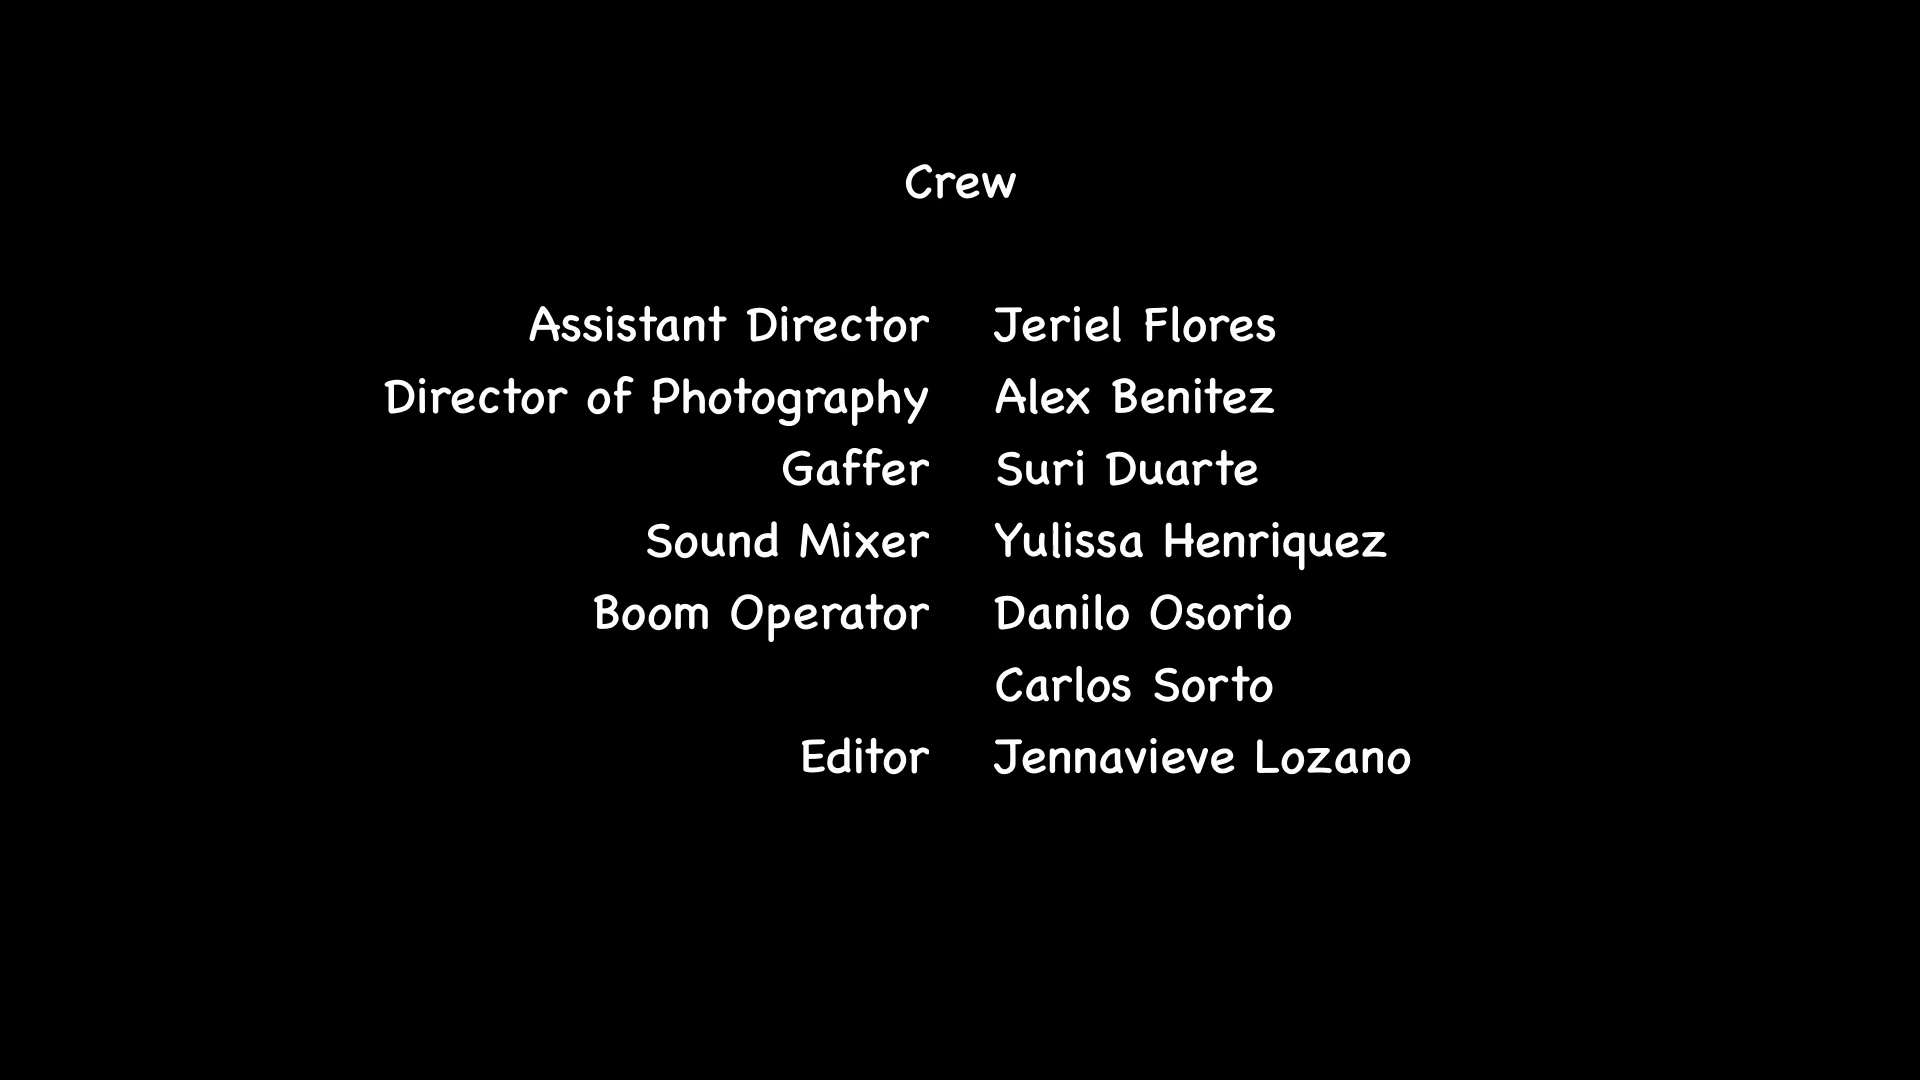 Crew
Assistant Director Jeriel Flores
Director of Photography Alex Benitez
Gaffer Suri Duarte
Sound Mixer Yulissa Henriquez
Boom Operator Danilo Osorio
Carlos Sorto
Editor Jennavieve Lozano